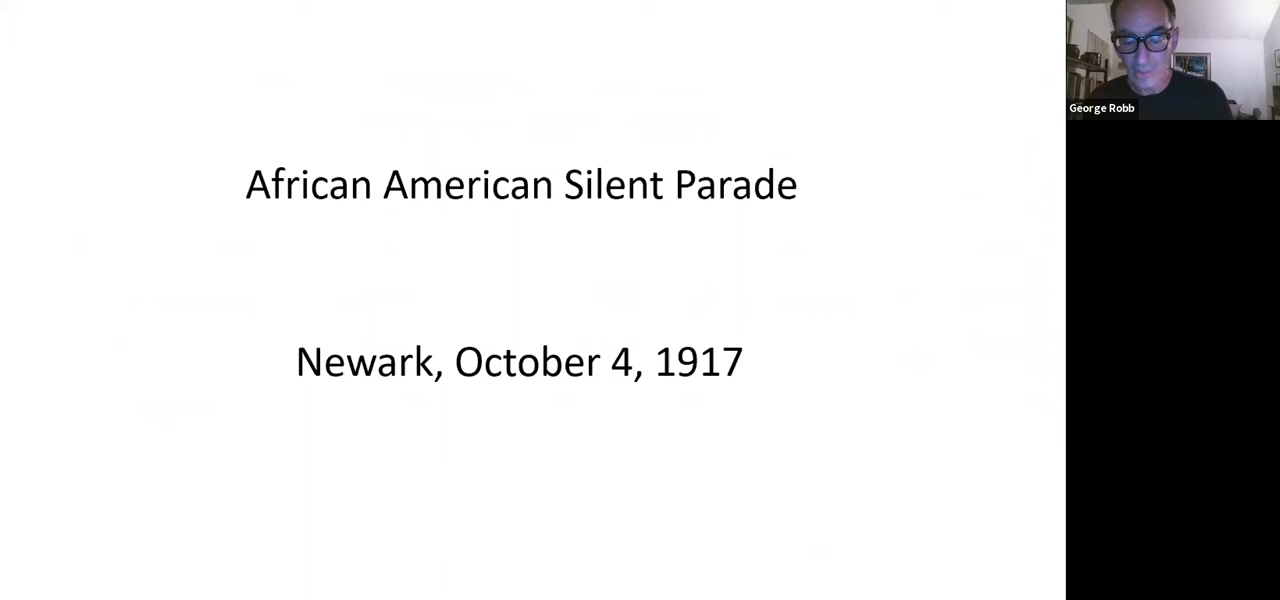 African American Silent Parade
Newark, October 4, 1917
George Robb